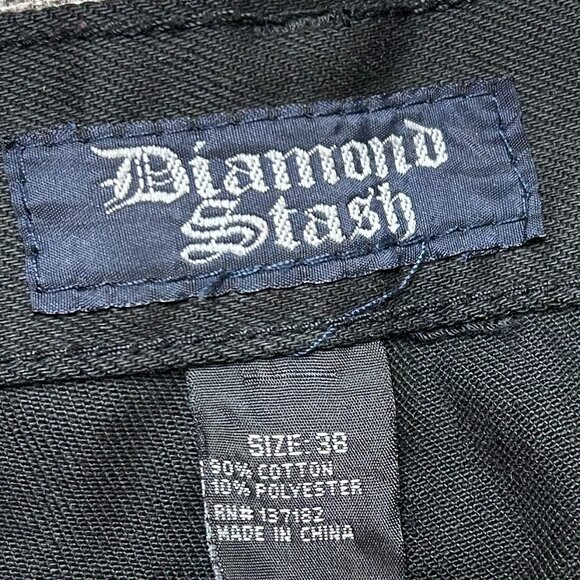 Diamond
Stash
SIZE: 38
90% COTTON
10% POLYESTER
RN# 137182
MADE IN CHINA